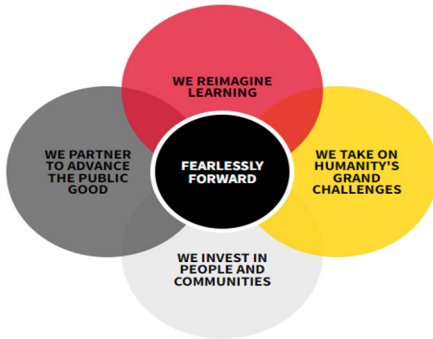 WE REIMAGINE
LEARNING
WE PARTNER
TO ADVANCE
THE PUBLIC
GOOD
FEARLESSLY
FORWARD
WE TAKE ON
HUMANITY'S
GRAND
CHALLENGES
WE INVEST IN
PEOPLE AND
COMMUNITIES